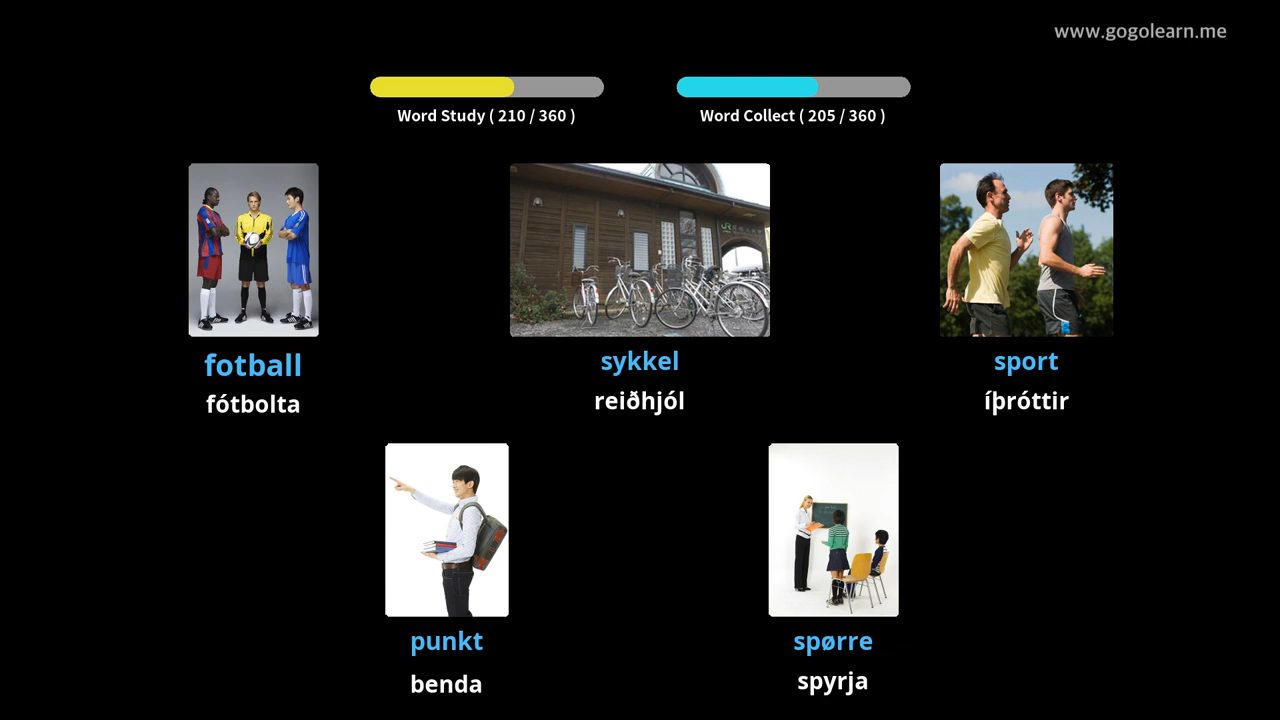 www.gogolearn.me
Word Study ( 210 / 360 )
Word Collect ( 205 / 360 )
fotball
fótbolta
sykkel
reiðhjól
sport
íþróttir
punkt
benda
spørre
spyrja